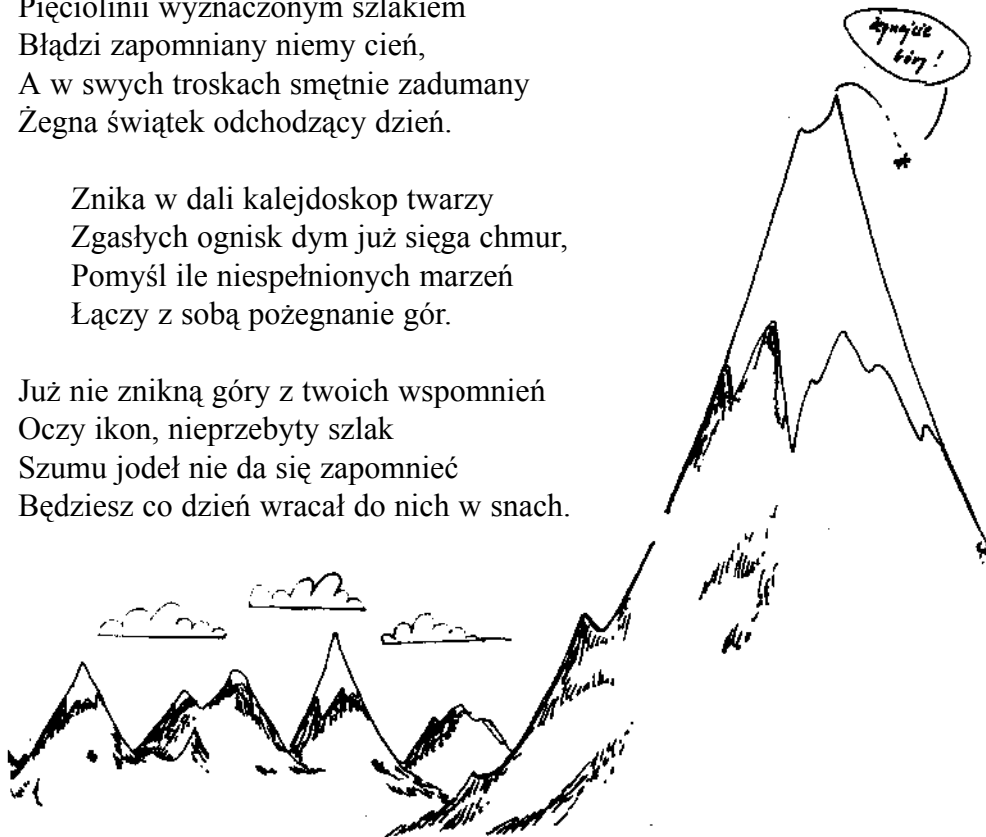 Pięciolinii wyznaczonym szlakiem
Błądzi zapomniany niemy cień,
A w swych troskach smętnie zadumany
Żegna świątek odchodzący dzień.
Znika w dali kalejdoskop twarzy
Zgasłych ognisk dym już sięga chmur,
Pomyśl ile niespełnionych marzeń
Łączy z sobą pożegnanie gór.
Już nie znikną góry z twoich wspomnień
Oczy ikon, nieprzebyty szlak
Szumu jodeł nie da się zapomnieć
Będziesz co dzień wracał do nich w snach.
żegnajcie
góry!